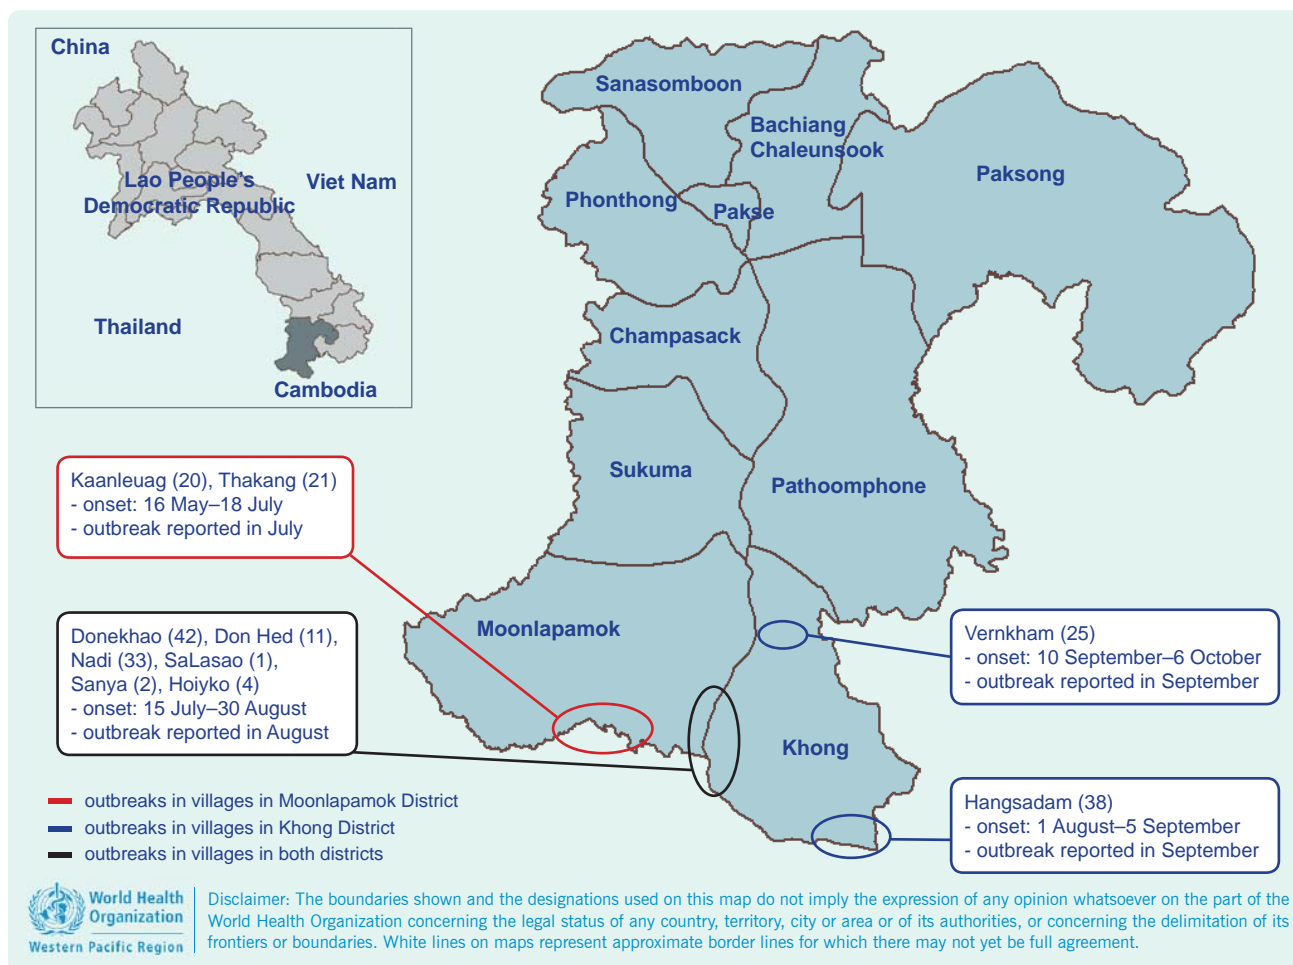 China
Lao People's
Democratic Republic
Viet Nam
Thailand
Cambodia
Sanasomboon
Bachiang
Chaleunsook
Paksong
Phonthong
Pakse
Champasack
Sukuma
Pathoomphone
Moonlapamok
Khong
Kaanleuag (20), Thakang (21)
- onset: 16 May–18 July
- outbreak reported in July
Donekhao (42), Don Hed (11),
Nadi (33), SaLasao (1),
Sanya (2), Hoiyko (4)
- onset: 15 July–30 August
- outbreak reported in August
Vernkham (25)
- onset: 10 September–6 October
- outbreak reported in September
Hangsadam (38)
- onset: 1 August–5 September
- outbreak reported in September
outbreaks in villages in Moonlapamok District
outbreaks in villages in Khong District
outbreaks in villages in both districts
World Health
Organization
Western Pacific Region
Disclaimer: The boundaries shown and the designations used on this map do not imply the expression of any opinion whatsoever on the part of the
World Health Organization concerning the legal status of any country, territory, city or area or of its authorities, or concerning the delimitation of its
frontiers or boundaries. White lines on maps represent approximate border lines for which there may not yet be full agreement.